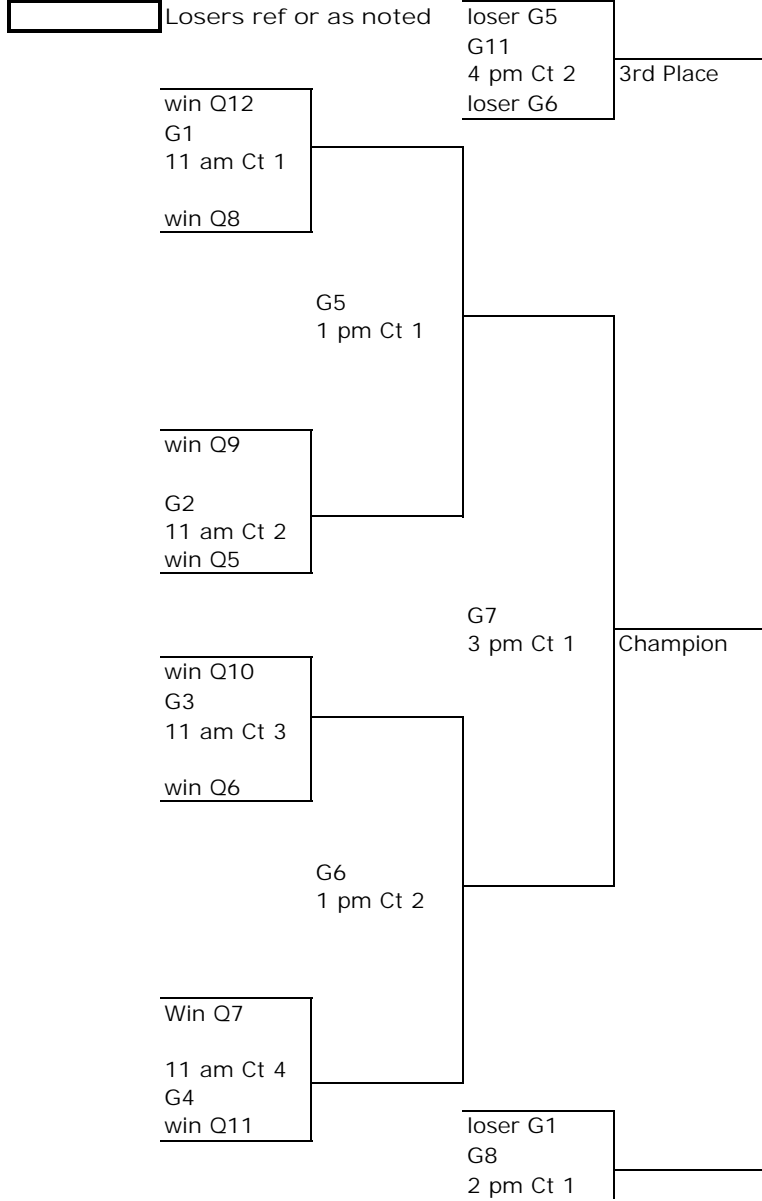 Losers ref or as noted
loser G5
G11
4 pm Ct 2
3rd Place
loser G6
win Q12
G1
11 am Ct 1
win Q8
G5
1 pm Ct 1
win Q9
G2
11 am Ct 2
win Q5
G7
3 pm Ct 1
Champion
win Q10
G3
11 am Ct 3
win Q6
G6
1 pm Ct 2
Win Q7
11 am Ct 4
G4
win Q11
loser G1
G8
2 pm Ct 1